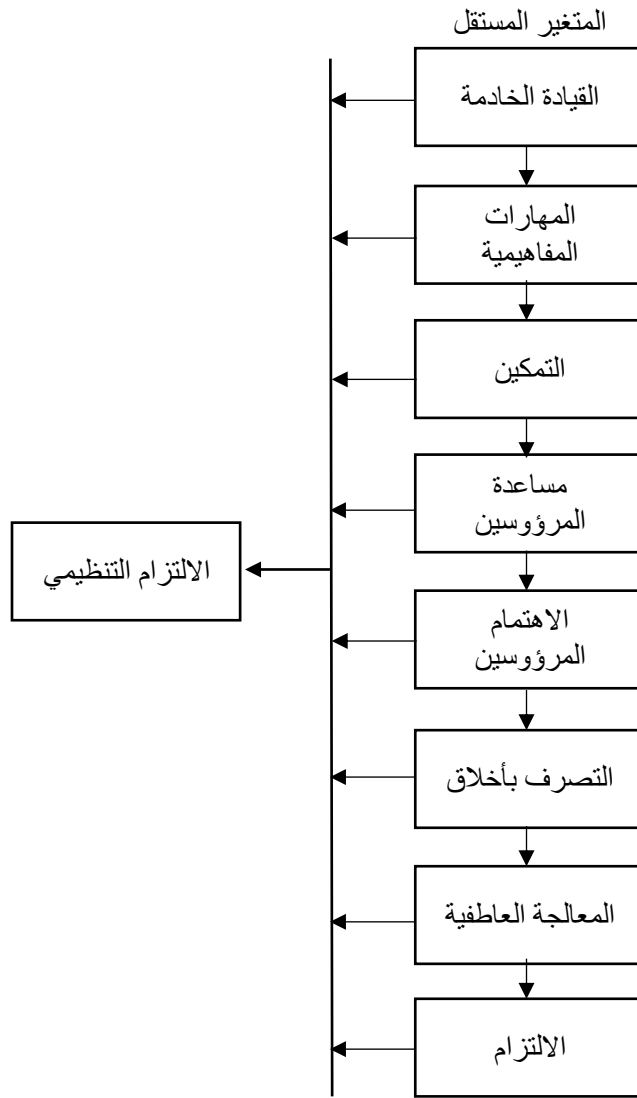 المتغير المستقل
القيادة الخادمة
المهارات
المفاهيمية
التمكين
مساعدة
المرؤوسين
الالتزام التنظيمي
الاهتمام
المرؤوسين
التصرف بأخلاق
المعالجة العاطفية
الالتزام